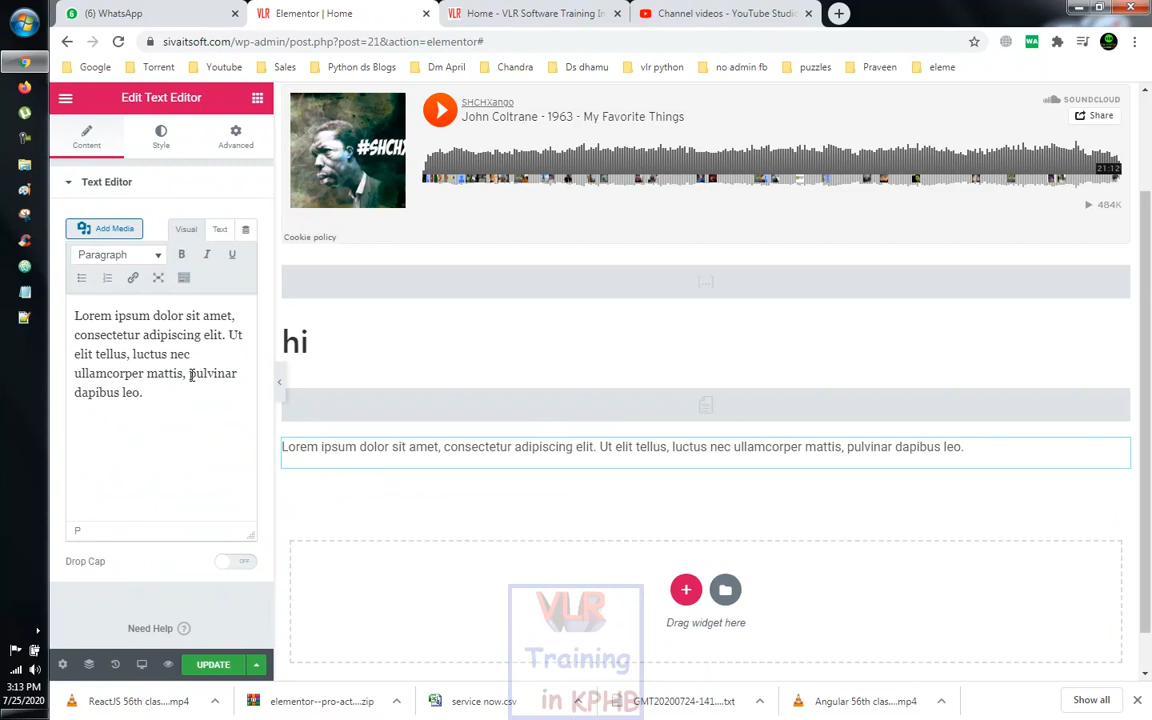 (6) WhatsApp
Elementor | Home
Home - VLR Software Training In
Channel videos - YouTube Studio
sivaitsoft.com/wp-admin/post.php?post=21&action=elementor#
Google
Torrent
Youtube
Sales
Python ds Blogs
Dm April
Chandra
Ds dhamu
vlr python
no admin fb
puzzles
Praveen
eleme
Edit Text Editor
Content
Style
Advanced
Text Editor
Add Media
Visual
Text
Paragraph
B
I
U
Lorem ipsum dolor sit amet,
consectetur adipiscing elit. Ut
elit tellus, luctus nec
ullamcorper mattis, pulvinar
dapibus leo.
P
Drop Cap
OFF
Need Help ?
UPDATE
SHCHXango
John Coltrane - 1963 - My Favorite Things
SOUNDCLOUD
Share
#SHCHX
21:12
484K
Cookie policy
[...]
hi
Lorem ipsum dolor sit amet, consectetur adipiscing elit. Ut elit tellus, luctus nec ullamcorper mattis, pulvinar dapibus leo.
Drag widget here
VLR
Training
in KPHB
ReactJS 56th clas....mp4
elementor--pro-act....zip
service now.csv
GMT20200724-141....txt
Angular 56th clas....mp4
Show all
3:13 PM
7/25/2020